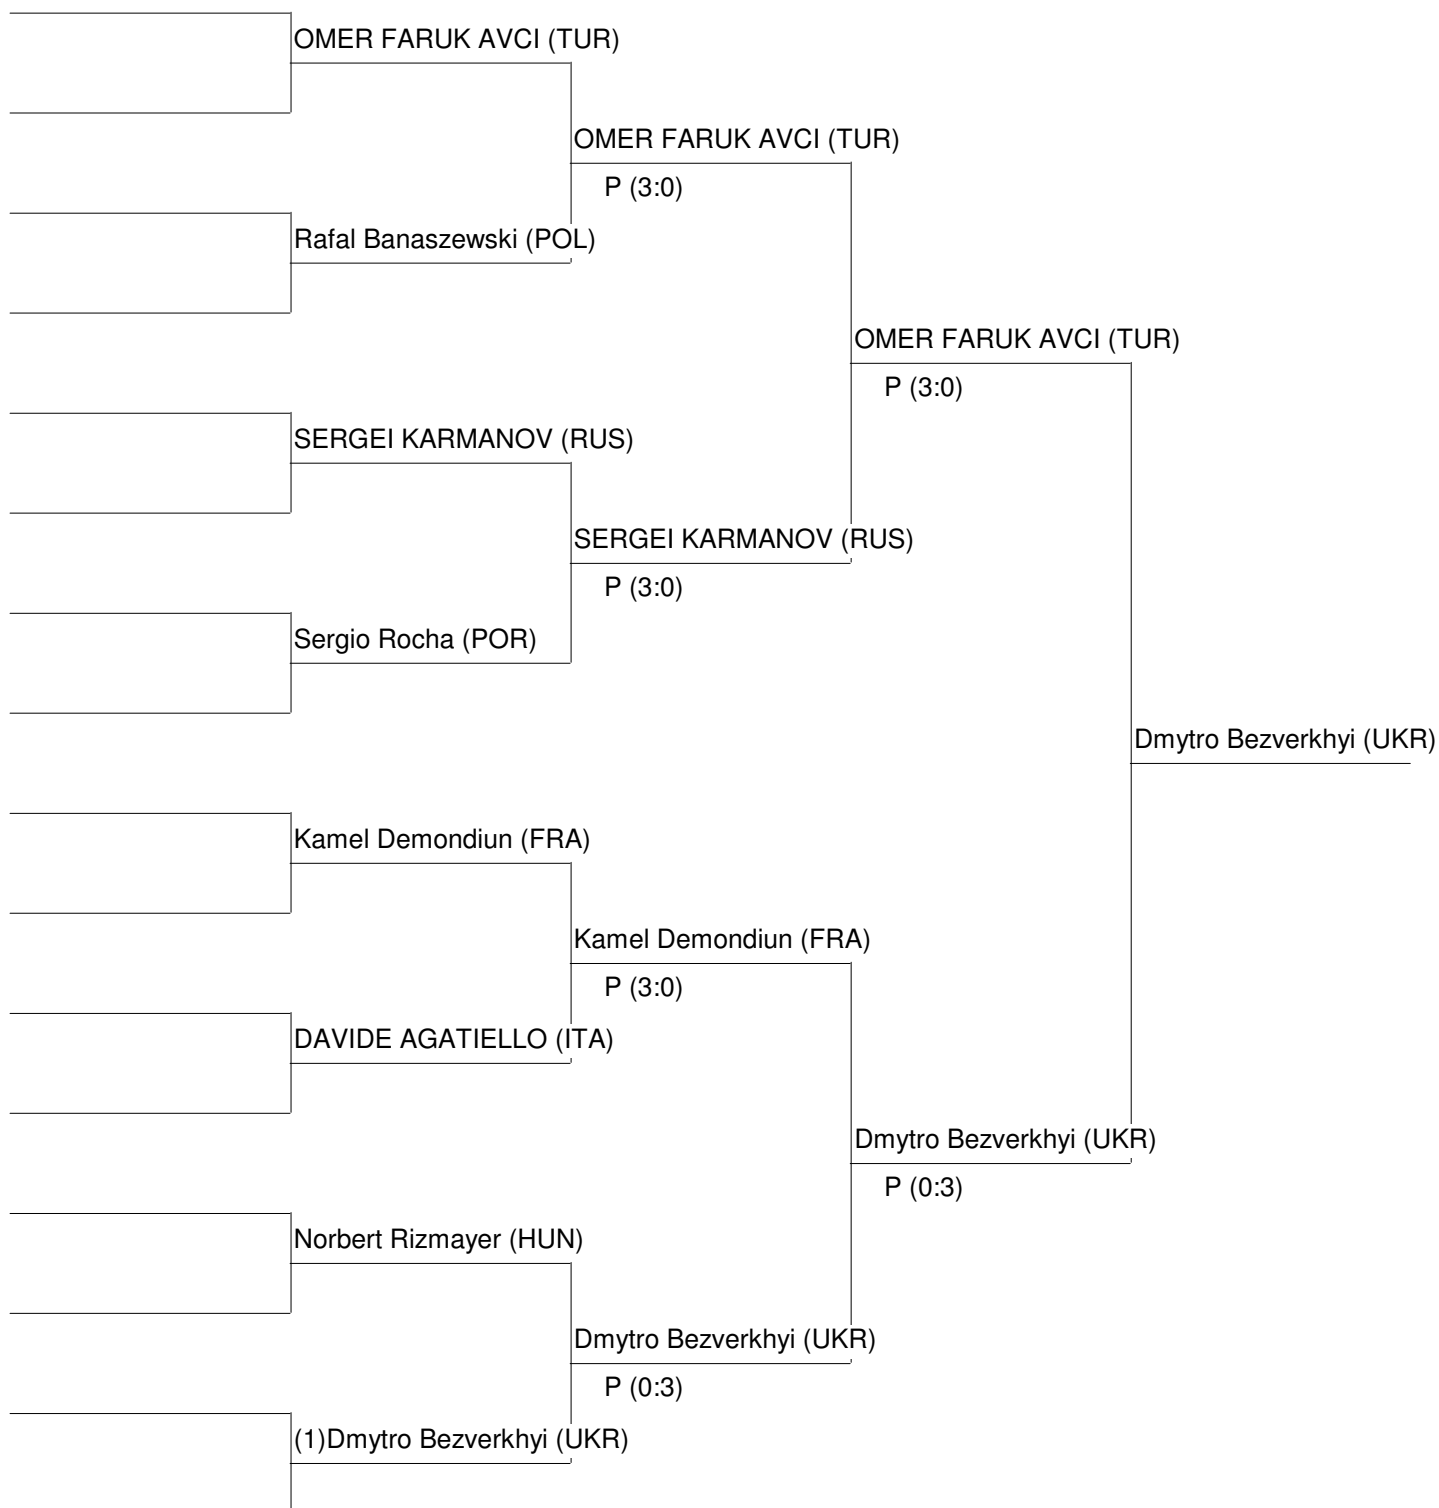 OMER FARUK AVCI (TUR)
OMER FARUK AVCI (TUR)
P (3:0)
Rafal Banaszewski (POL)
OMER FARUK AVCI (TUR)
P (3:0)
SERGEI KARMANOV (RUS)
SERGEI KARMANOV (RUS)
P (3:0)
Sergio Rocha (POR)
Dmytro Bezverkhyi (UKR)
Kamel Demondiun (FRA)
Kamel Demondiun (FRA)
P (3:0)
DAVIDE AGATIELLO (ITA)
Dmytro Bezverkhyi (UKR)
P (0:3)
Norbert Rizmayer (HUN)
Dmytro Bezverkhyi (UKR)
P (0:3)
(1)Dmytro Bezverkhyi (UKR)